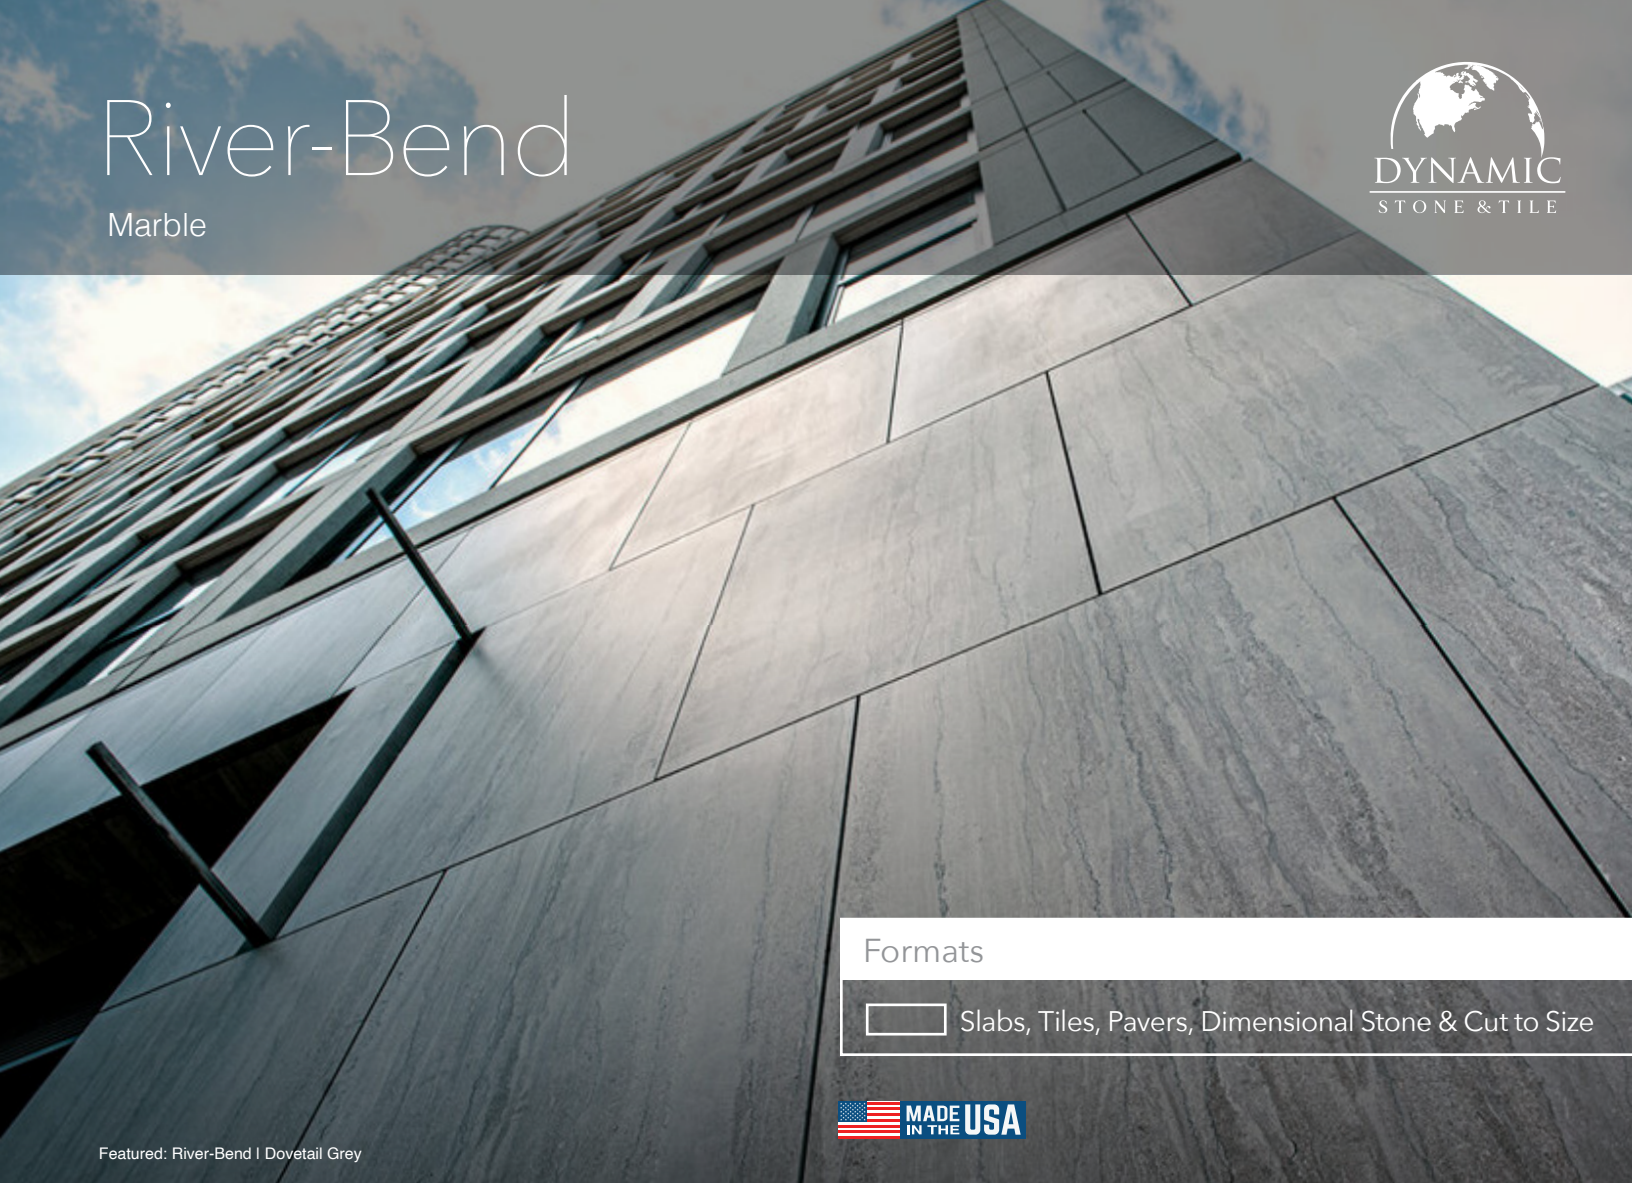 River-Bend
Marble
DYNAMIC
STONE & TILE
Formats
Slabs, Tiles, Pavers, Dimensional Stone & Cut to Size
MADE
IN THE USA
Featured: River-Bend | Dovetail Grey